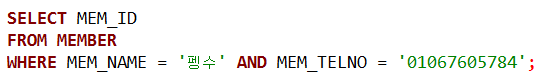 SELECT MEM_ID
FROM MEMBER
WHERE MEM_NAME = '펭수' AND MEM_TELNO = '01067605784';